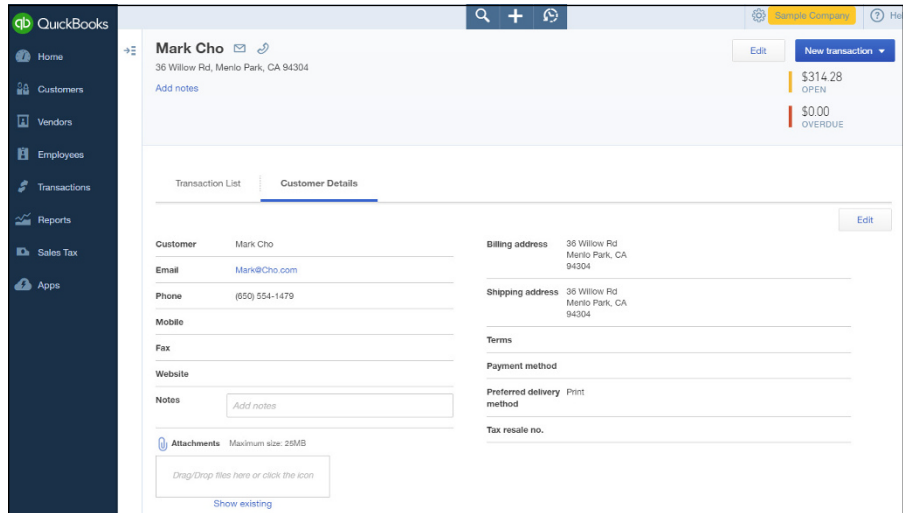 qb QuickBooks
Sample Company
? He
Home
Customers
Vendors
Employees
Transactions
Reports
Sales Tax
Apps
Mark Cho
36 Willow Rd, Menlo Park, CA 94304
Add notes
Edit
New transaction
$314.28
OPEN
$0.00
OVERDUE
Transaction List
Customer Details
Edit
Customer Mark Cho
Email Mark@Cho.com
Phone (650) 554-1479
Mobile
Fax
Website
Notes Add notes
Attachments Maximum size: 25MB
Drag/Drop files here or click the icon
Show existing
Billing address 36 Willow Rd
Menlo Park, CA
94304
Shipping address 36 Willow Rd
Menlo Park, CA
94304
Terms
Payment method
Preferred delivery Print
method
Tax resale no.